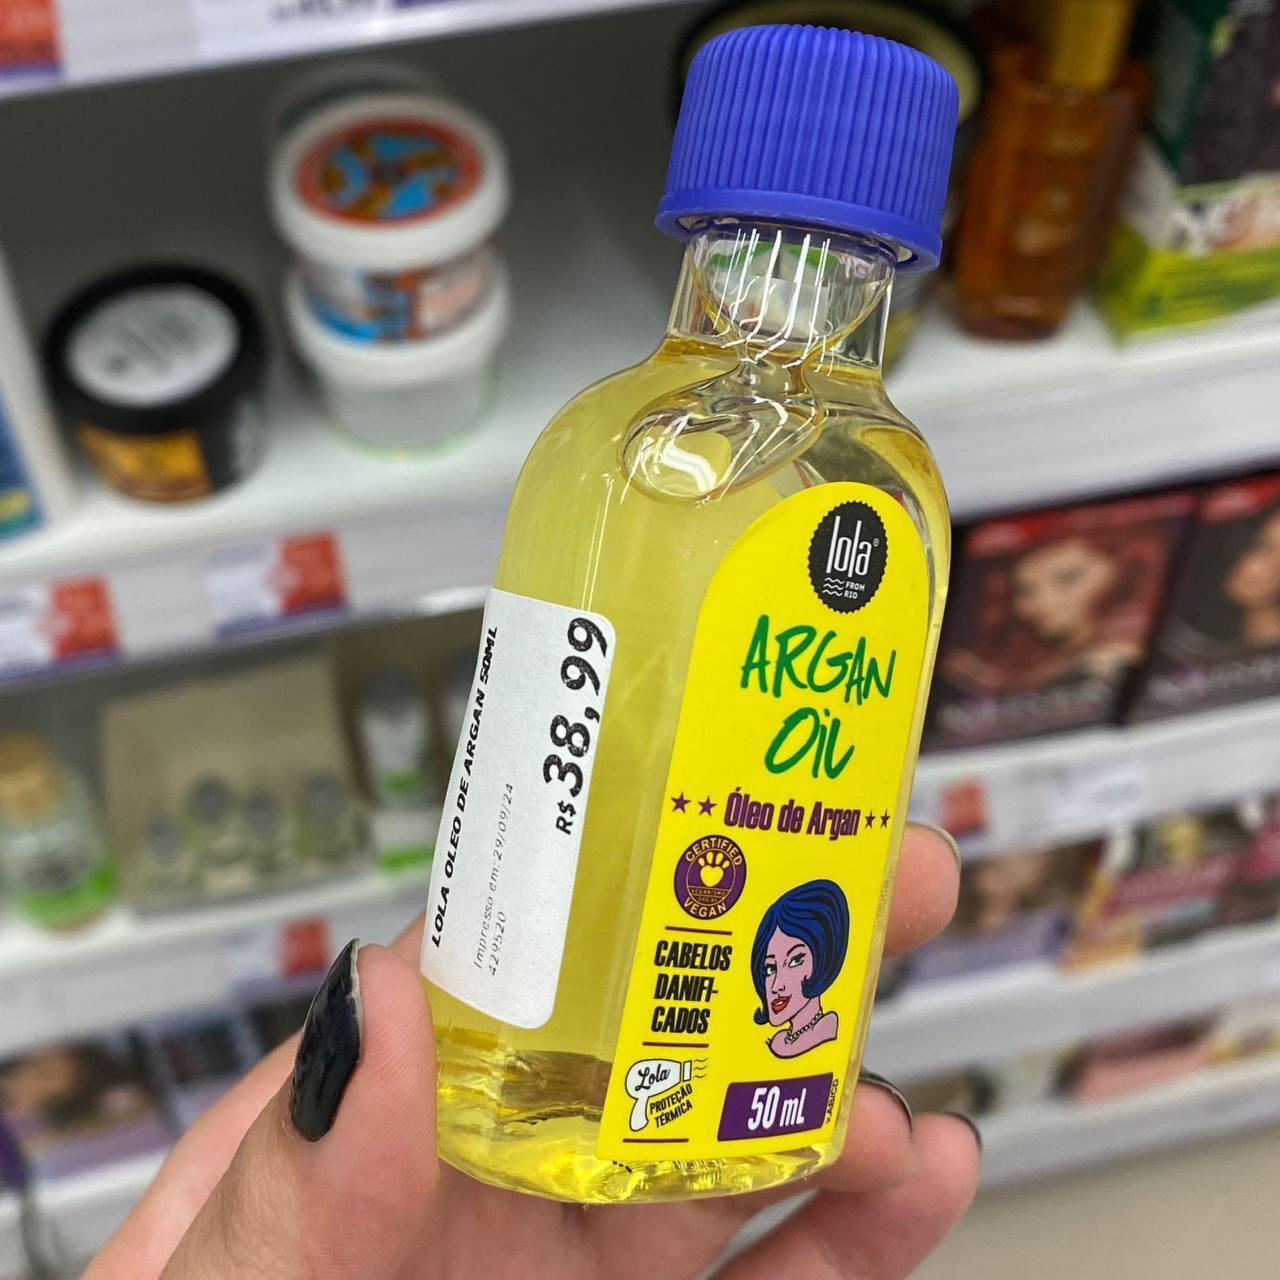 lola®
FROM
RIO
ARGAN
OIL
Óleo de Argan
CERTIFIED
VEGANISMO
VEGAN
CABELOS
DANIFI-
CADOS
Lola
PROTEÇÃO
TÉRMICA
50 mL
LOLA OLEO DE ARGAN 50ML
Impresso em:29/09/24
429520
R$38,99